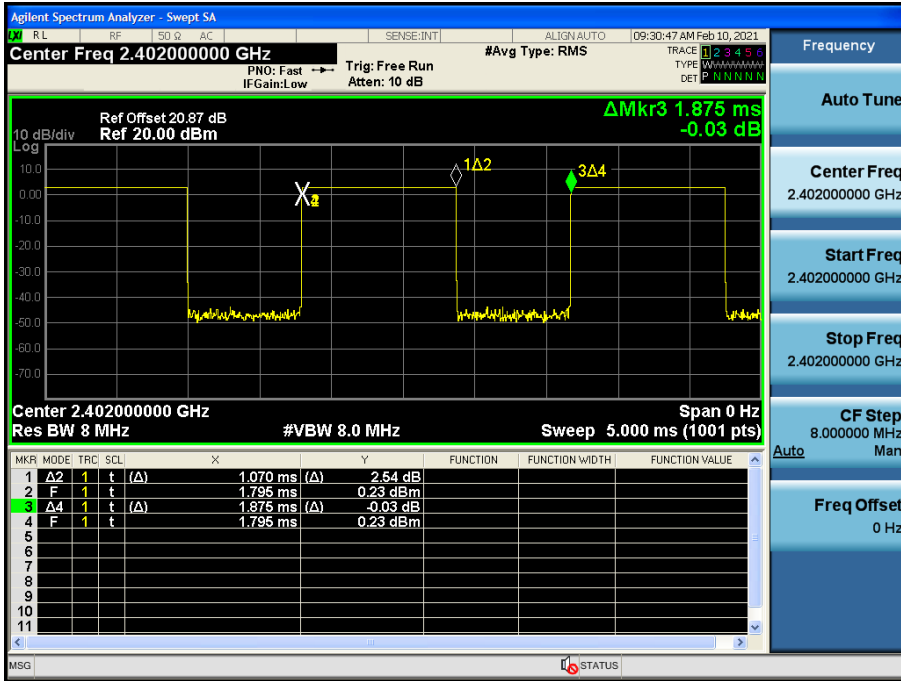 Agilent Spectrum Analyzer - Swept SA
LXI RL RF 50 Ω AC SENSE:INT ALIGN AUTO 09:30:47 AM Feb 10, 2021
Center Freq 2.402000000 GHz
PNO: Fast
IFGain:Low
Trig: Free Run
Atten: 10 dB
#Avg Type: RMS
TRACE 1 2 3 4 5 6
TYPE WWWWWW
DET P N N N N N
Ref Offset 20.87 dB
10 dB/div Ref 20.00 dBm
Log
ΔMkr3 1.875 ms
-0.03 dB
10.0
0.00
-10.0
-20.0
-30.0
-40.0
-50.0
-60.0
-70.0
1Δ2
3Δ4
Center 2.402000000 GHz Span 0 Hz
Res BW 8 MHz #VBW 8.0 MHz Sweep 5.000 ms (1001 pts)
MKR MODE TRC SCL X Y FUNCTION FUNCTION WIDTH FUNCTION VALUE
1 Δ2 1 t (Δ) 1.070 ms (Δ) 2.54 dB
2 F 1 t 1.795 ms 0.23 dBm
3 Δ4 1 t (Δ) 1.875 ms (Δ) -0.03 dB
4 F 1 t 1.795 ms 0.23 dBm
5
6
7
8
9
10
11
MSG STATUS
Frequency
Auto Tune
Center Freq
2.402000000 GHz
Start Freq
2.402000000 GHz
Stop Freq
2.402000000 GHz
CF Step
8.000000 MHz
Auto Man
Freq Offset
0 Hz